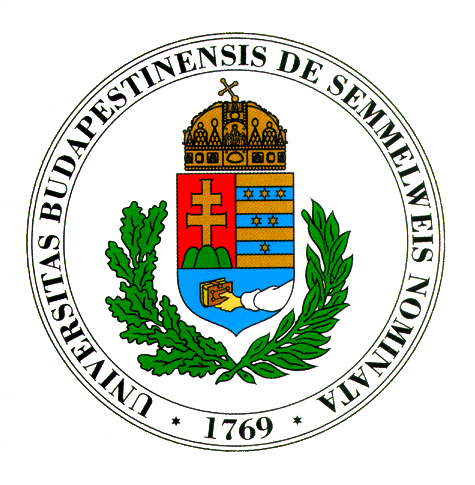 UNIVERSITAS BUDAPESTINENSIS DE SEMMELWEIS NOMINATA
* 1769 *